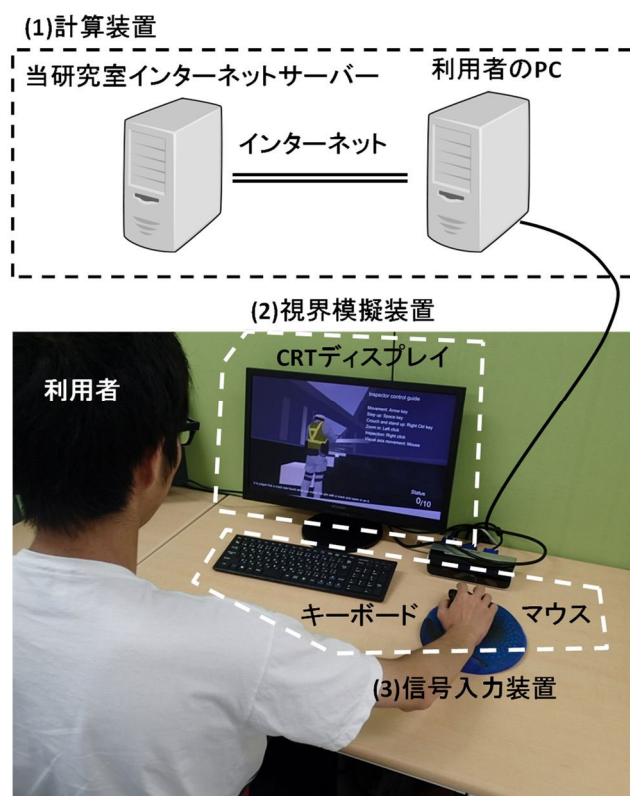 (1)計算装置
当研究室インターネットサーバー
利用者のPC
インターネット
(2)視界模擬装置
CRTディスプレイ
利用者
Inspector control guide
Movement: Arrow key
Step up: Space key
Crouch and stand up: Right Ctrl key
Zoom in: Left click
Inspection: Right click
Visual axis movement: Mouse
Status
0/10
キーボード
マウス
(3)信号入力装置